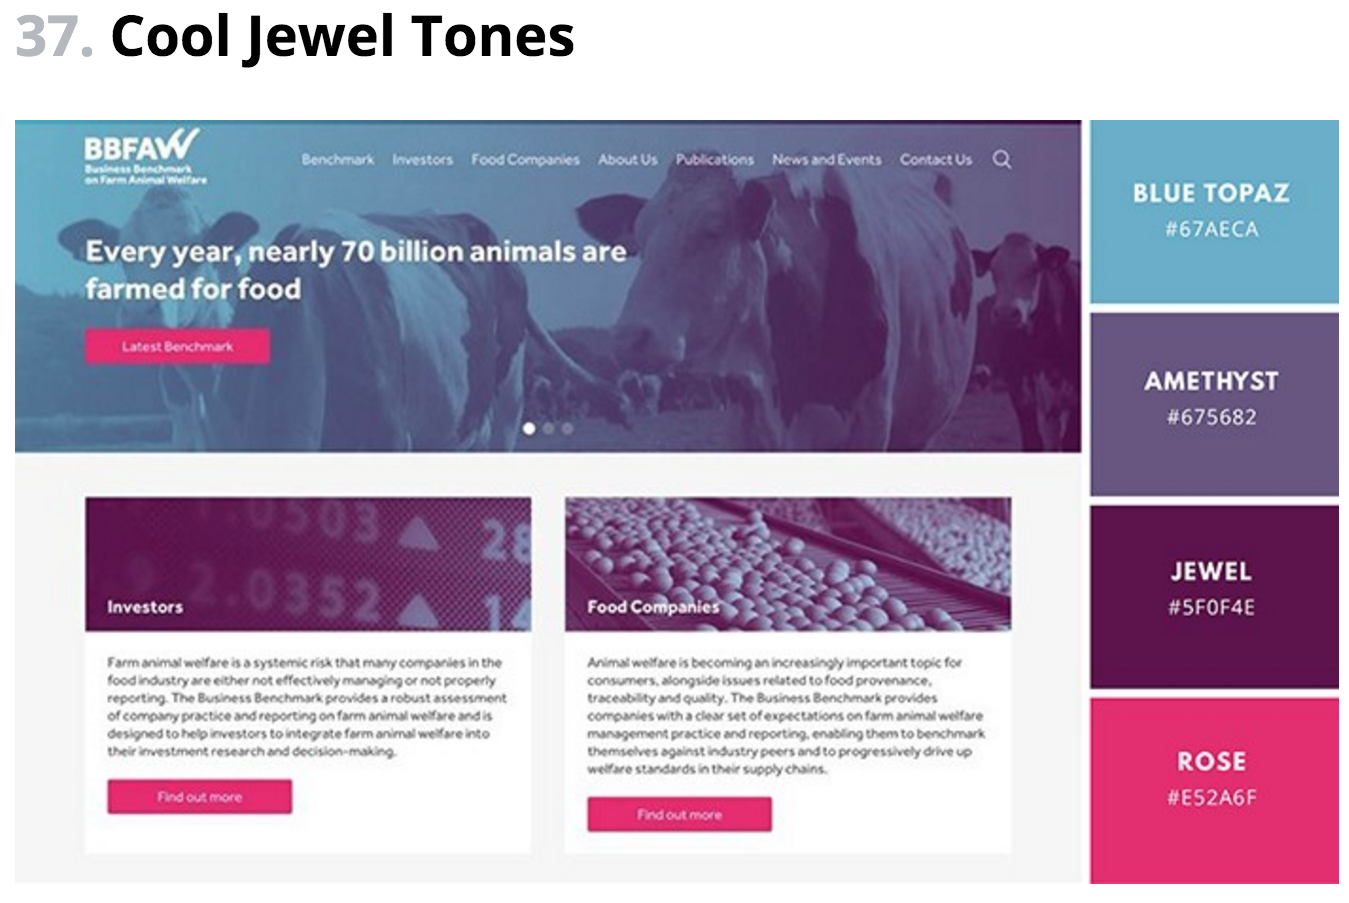 37. Cool Jewel Tones
BBFAW
Business Benchmark
on Farm Animal Welfare
Benchmark Investors Food Companies About Us Publications News and Events Contact Us
Every year, nearly 70 billion animals are
farmed for food
Latest Benchmark
1.0503 28
2.0352 14
Investors
Farm animal welfare is a systemic risk that many companies in the
food industry are either not effectively managing or not properly
reporting. The Business Benchmark provides a robust assessment
of company practice and reporting on farm animal welfare and is
designed to help investors to integrate farm animal welfare into
their investment research and decision-making.
Find out more
Food Companies
Animal welfare is becoming an increasingly important topic for
consumers, alongside issues related to food provenance,
traceability and quality. The Business Benchmark provides
companies with a clear set of expectations on farm animal welfare
management practice and reporting, enabling them to benchmark
themselves against industry peers and to progressively drive up
welfare standards in their supply chains.
Find out more
BLUE TOPAZ
#67AECA
AMETHYST
#675682
JEWEL
#5F0F4E
ROSE
#E52A6F